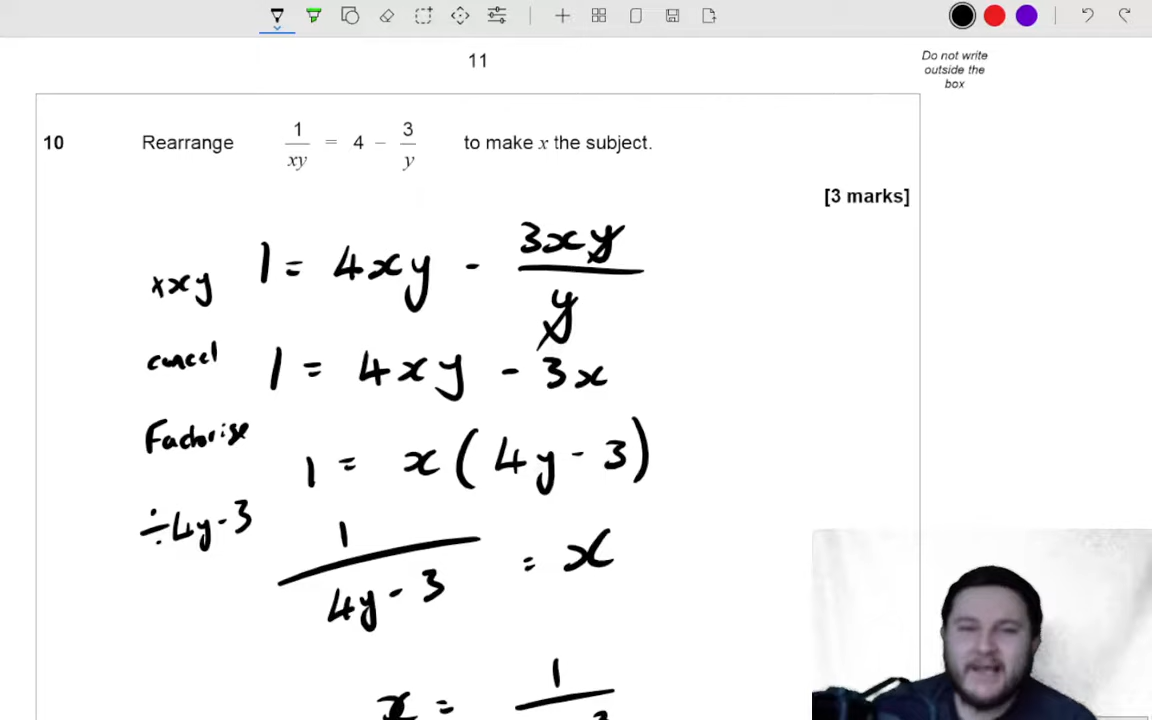 11
Do not write
outside the
box
10 Rearrange 1/xy = 4 − 3/y to make x the subject.
[3 marks]
×xy 1 = 4xy - 3xy/y
cancel 1 = 4xy - 3x
Factorise 1 = x(4y-3)
÷4y-3 1/4y-3 = x
x = 1